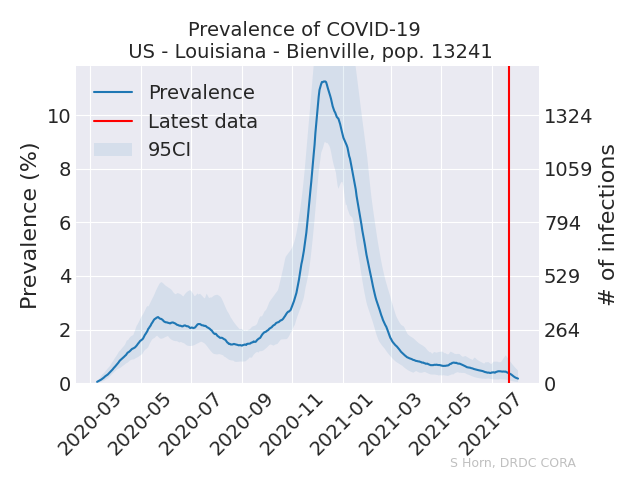 Prevalence of COVID-19
US - Louisiana - Bienville, pop. 13241
Prevalence
Latest data
95CI
Prevalence (%)
10
8
6
4
2
0
# of infections
1324
1059
794
529
264
0
2020-03
2020-05
2020-07
2020-09
2020-11
2021-01
2021-03
2021-05
2021-07
S Horn, DRDC CORA